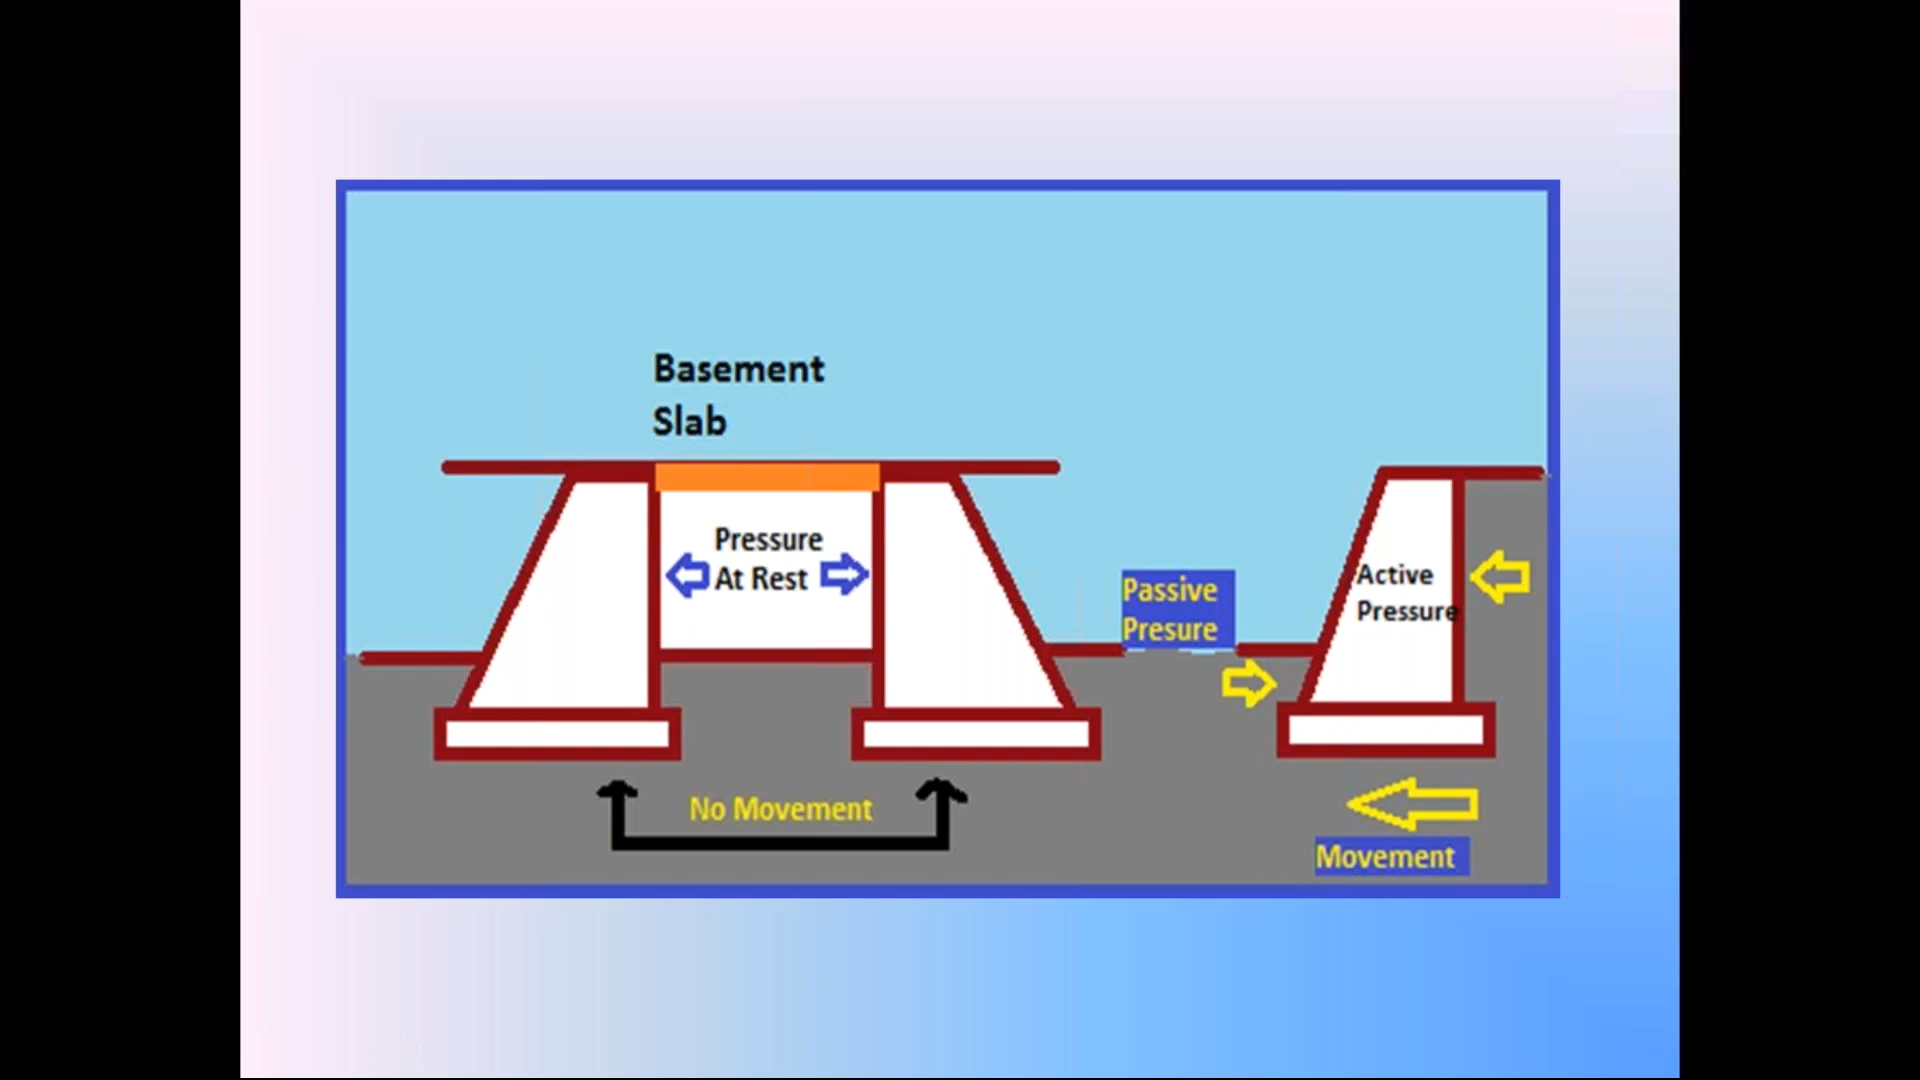 Basement
Slab
Pressure
At Rest
Passive
Presure
Active
Pressure
No Movement
Movement